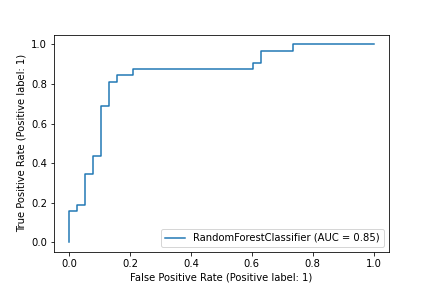 True Positive Rate (Positive label: 1)
1.0
0.8
0.6
0.4
0.2
0.0
RandomForestClassifier (AUC = 0.85)
0.0 0.2 0.4 0.6 0.8 1.0
False Positive Rate (Positive label: 1)